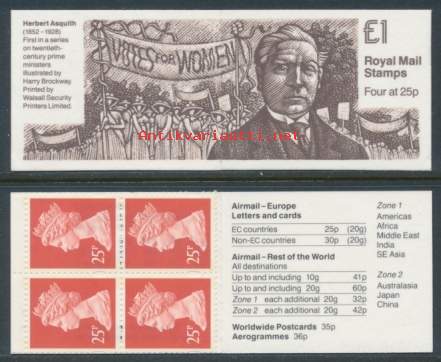 Herbert Asquith
(1852 – 1928)
First in a series
on twentieth-
century prime
ministers
illustrated by
Harry Brockway
Printed by
Walsall Security
Printers Limited.
VOTES FOR WOMEN
£1
Royal Mail
Stamps
Four at 25p
www.Antiikvarisuutiset.net
25P 25P
25P 25P
Airmail – Europe
Letters and cards
EC countries 25p (20g)
Non-EC countries 30p (20g)
Airmail – Rest of the World
All destinations
Up to and including 10g 41p
Up to and including 20g 60p
Zone 1 each additional 20g 32p
Zone 2 each additional 20g 42p
Worldwide Postcards 35p
Aerogrammes 36p
Zone 1
Americas
Africa
Middle East
India
SE Asia
Zone 2
Australasia
Japan
China